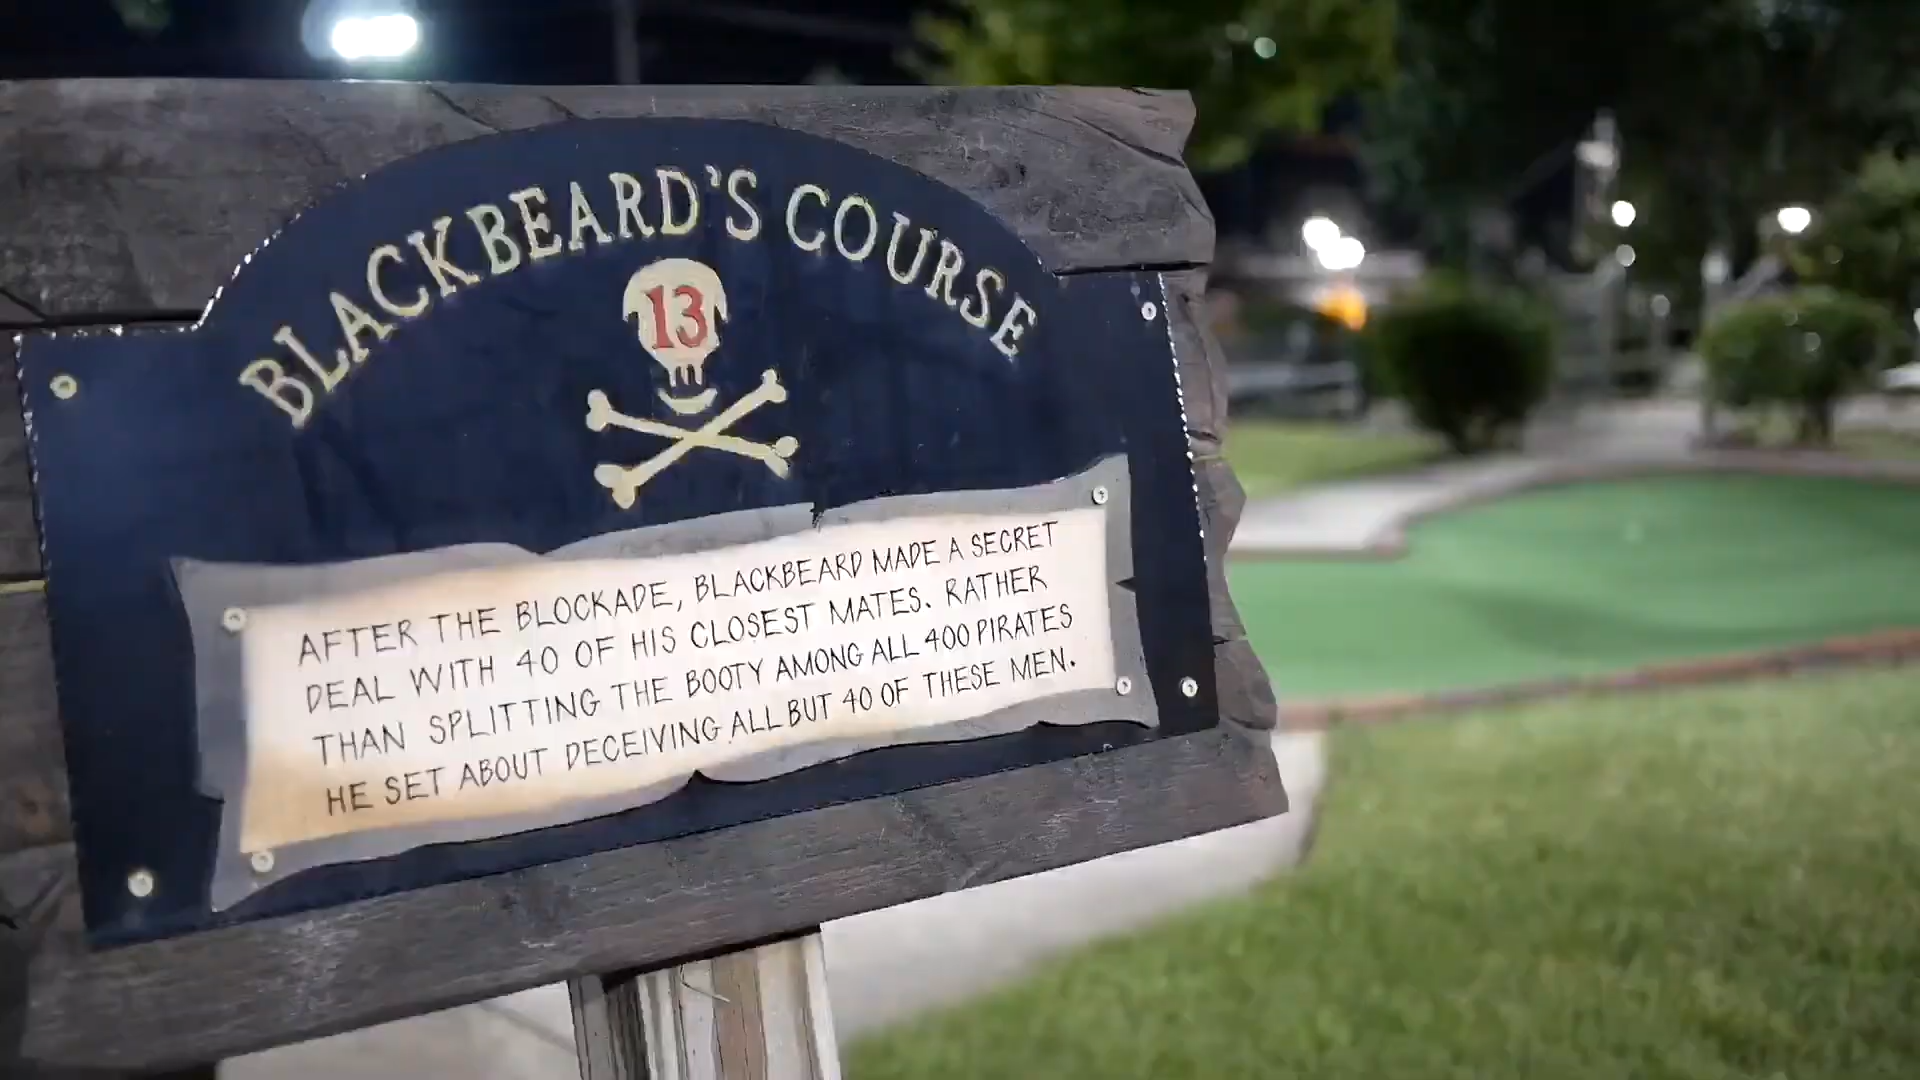 BLACKBEARD'S COURSE
13
AFTER THE BLOCKADE, BLACKBEARD MADE A SECRET
DEAL WITH 40 OF HIS CLOSEST MATES. RATHER
THAN SPLITTING THE BOOTY AMONG ALL 400 PIRATES
HE SET ABOUT DECEIVING ALL BUT 40 OF THESE MEN.